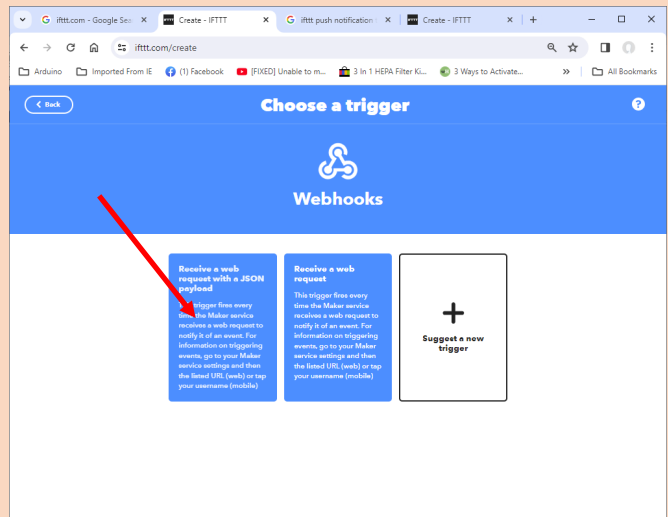 ifttt.com - Google Sea
Create - IFTTT
ifttt push notification
Create - IFTTT
ifttt.com/create
Arduino
Imported From IE
(1) Facebook
[FIXED] Unable to m...
3 In 1 HEPA Filter Ki...
3 Ways to Activate...
All Bookmarks
Back
Choose a trigger
?
Webhooks
Receive a web
request with a JSON
payload
trigger fires every
time the Maker service
receives a web request to
notify it of an event. For
information on triggering
events, go to your Maker
service settings and then
the listed URL (web) or tap
your username (mobile)
Receive a web
request
This trigger fires every
time the Maker service
receives a web request to
notify it of an event. For
information on triggering
events, go to your Maker
service settings and then
the listed URL (web) or tap
your username (mobile)
Suggest a new
trigger